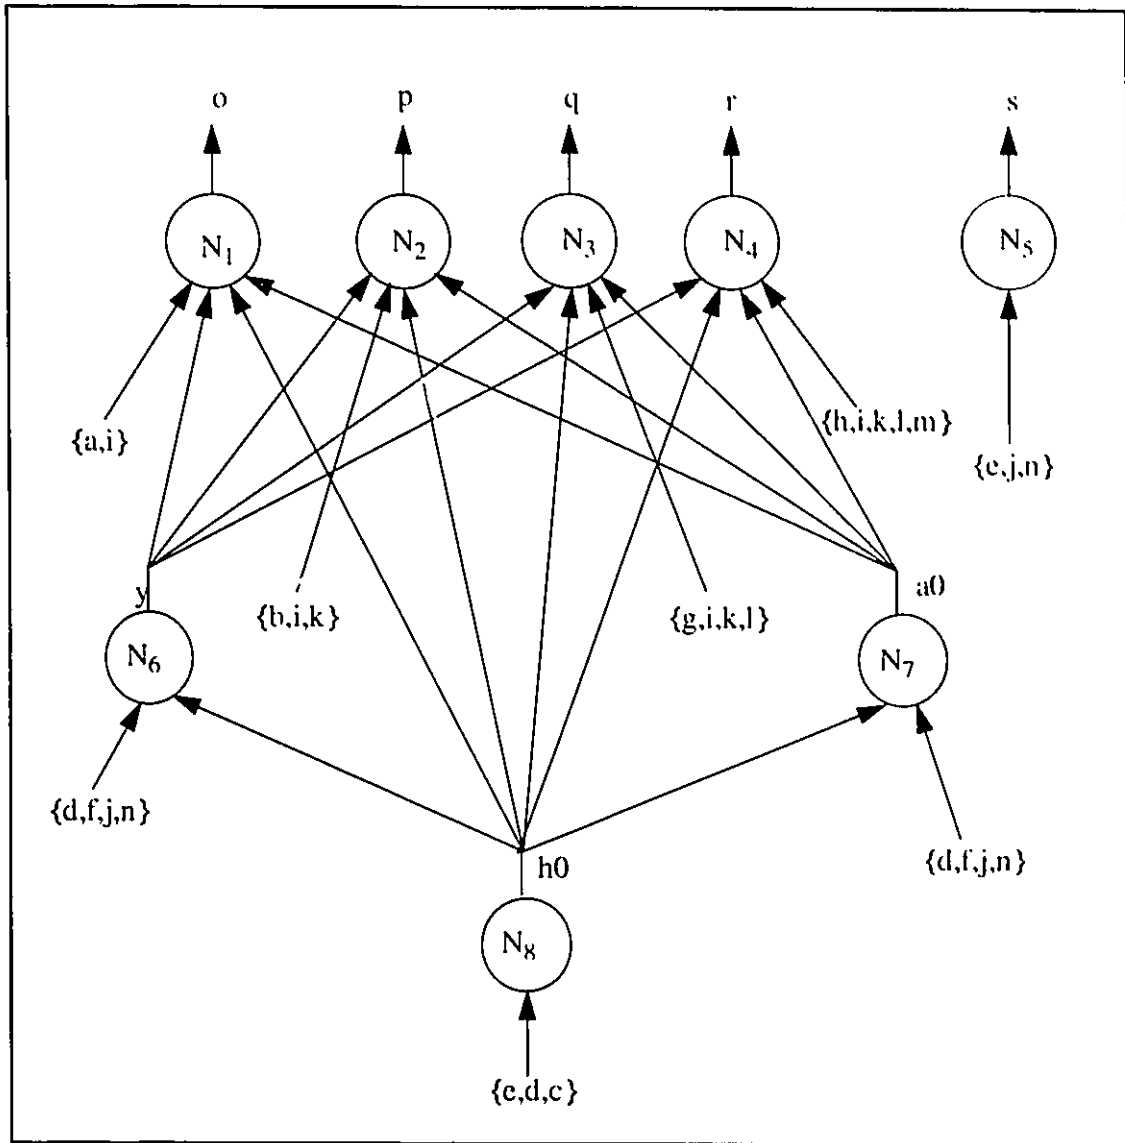 o p q r s
N1 N2 N3 N4 N5
{a,i}
{h,i,k,l,m}
{e,j,n}
y
a0
{b,i,k}
{g,i,k,l}
N6
N7
{d,f,j,n}
{d,f,j,n}
h0
N8
{e,d,c}